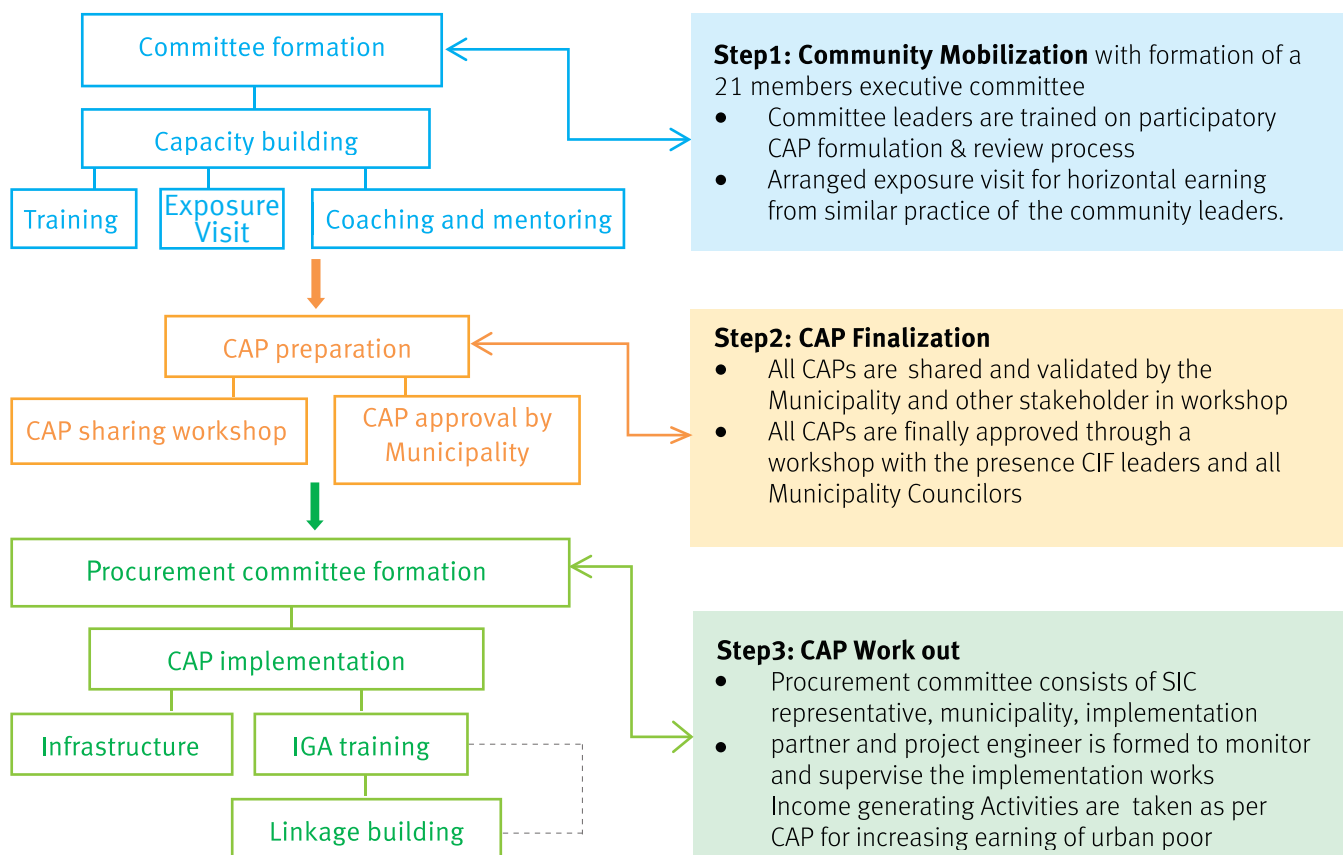 Committee formation
Capacity building
Training
Exposure
Visit
Coaching and mentoring
Step1: Community Mobilization with formation of a
21 members executive committee
• Committee leaders are trained on participatory
CAP formulation & review process
• Arranged exposure visit for horizontal earning
from similar practice of the community leaders.
CAP preparation
CAP sharing workshop
CAP approval by
Municipality
Step2: CAP Finalization
• All CAPs are shared and validated by the
Municipality and other stakeholder in workshop
• All CAPs are finally approved through a
workshop with the presence CIF leaders and all
Municipality Councilors
Procurement committee formation
CAP implementation
Infrastructure
IGA training
Linkage building
Step3: CAP Work out
• Procurement committee consists of SIC
representative, municipality, implementation
• partner and project engineer is formed to monitor
and supervise the implementation works
Income generating Activities are taken as per
CAP for increasing earning of urban poor